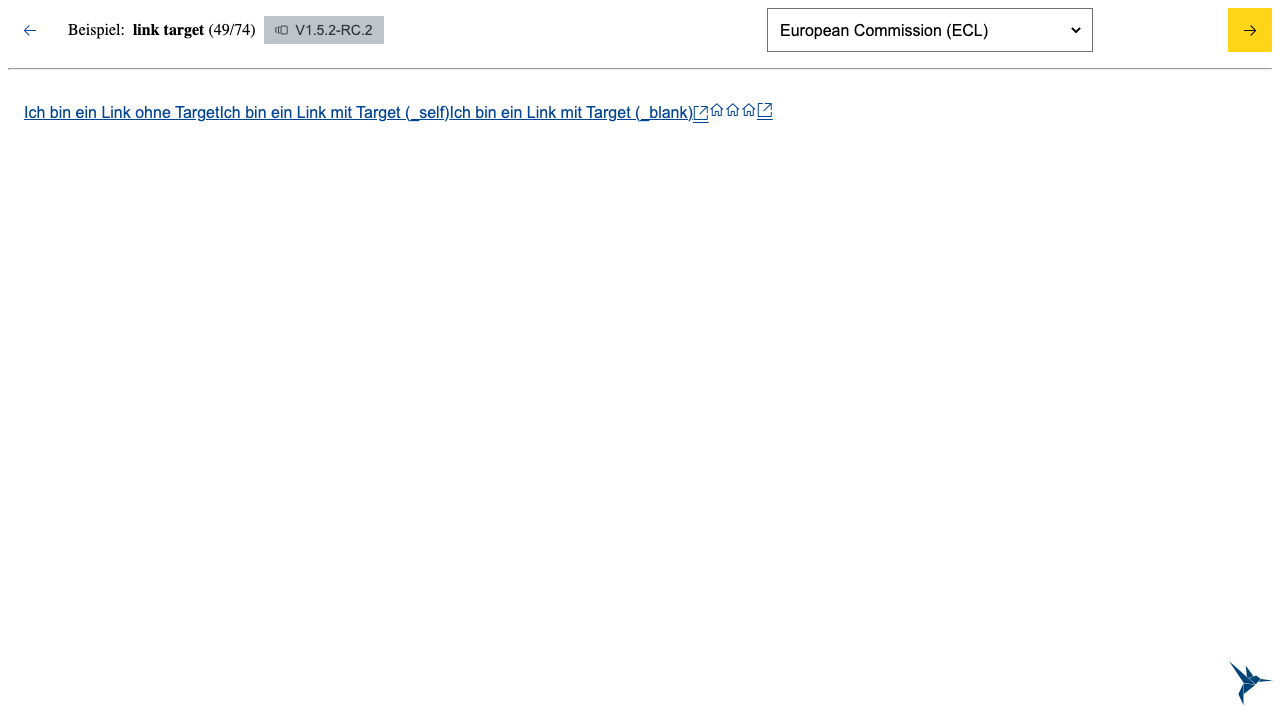 Beispiel: link target (49/74) V1.5.2-RC.2 European Commission (ECL)
Ich bin ein Link ohne TargetIch bin ein Link mit Target (_self)Ich bin ein Link mit Target (_blank)